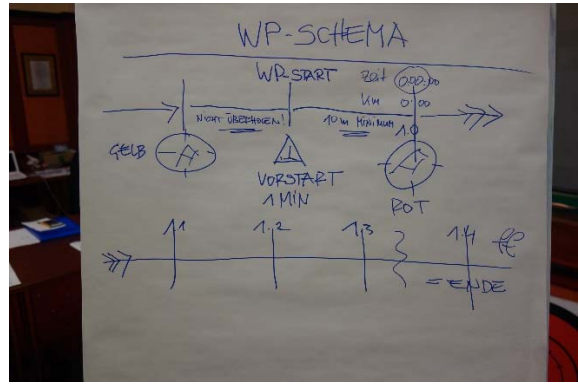 WP-SCHEMA
WP-START
zeit 0:00:00
km 0:00
NICHT ÜBERHOLEN!
10m MINIMUM
1.0
GELB
VORSTART
1 MIN
ROT
1.1 1.2 1.3 1.4
= ENDE